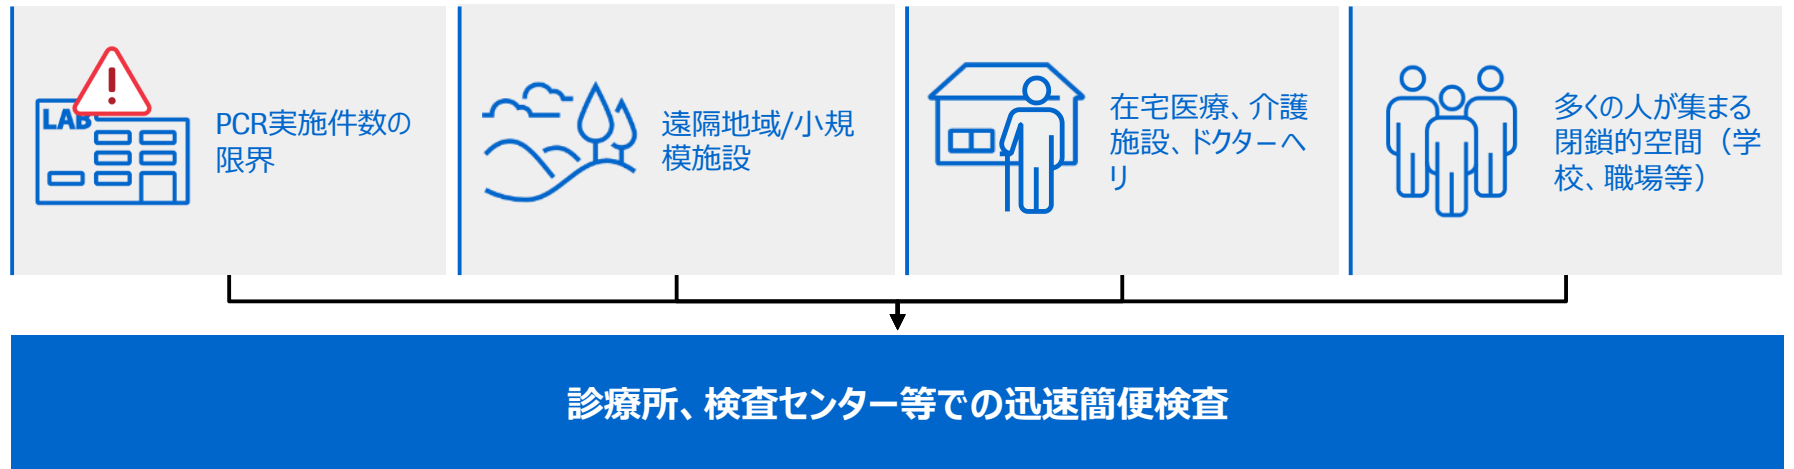 LAB
PCR実施件数の
限界
遠隔地域/小規
模施設
在宅医療、介護
施設、ドクターヘ
リ
多くの人が集まる
閉鎖的空間（学
校、職場等）
診療所、検査センター等での迅速簡便検査